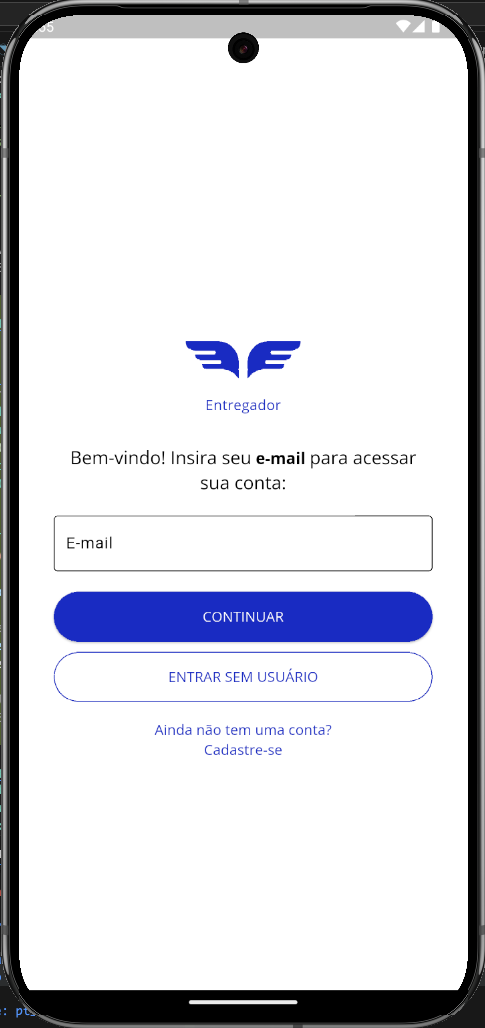 Entregador
Bem-vindo! Insira seu e-mail para acessar
sua conta:
E-mail
CONTINUAR
ENTRAR SEM USUÁRIO
Ainda não tem uma conta?
Cadastre-se